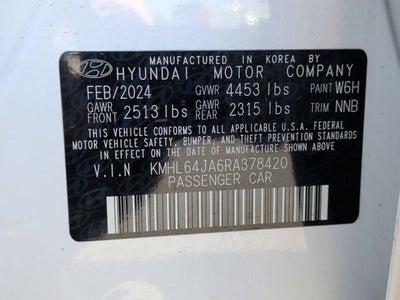 MANUFACTURED IN KOREA BY
HYUNDAI MOTOR COMPANY
FEB/2024 GVWR 4453 lbs PAINT W6H
GAWR FRONT 2513 lbs GAWR REAR 2315 lbs TRIM NNB
THIS VEHICLE CONFORMS TO ALL APPLICABLE U.S.A. FEDERAL
MOTOR VEHICLE SAFETY, BUMPER, AND THEFT PREVENTION
STANDARDS IN EFFECT ON THE DATE OF MANUFACTURE SHOWN ABOVE.
V.I.N KMHL64JA6RA378420
PASSENGER CAR